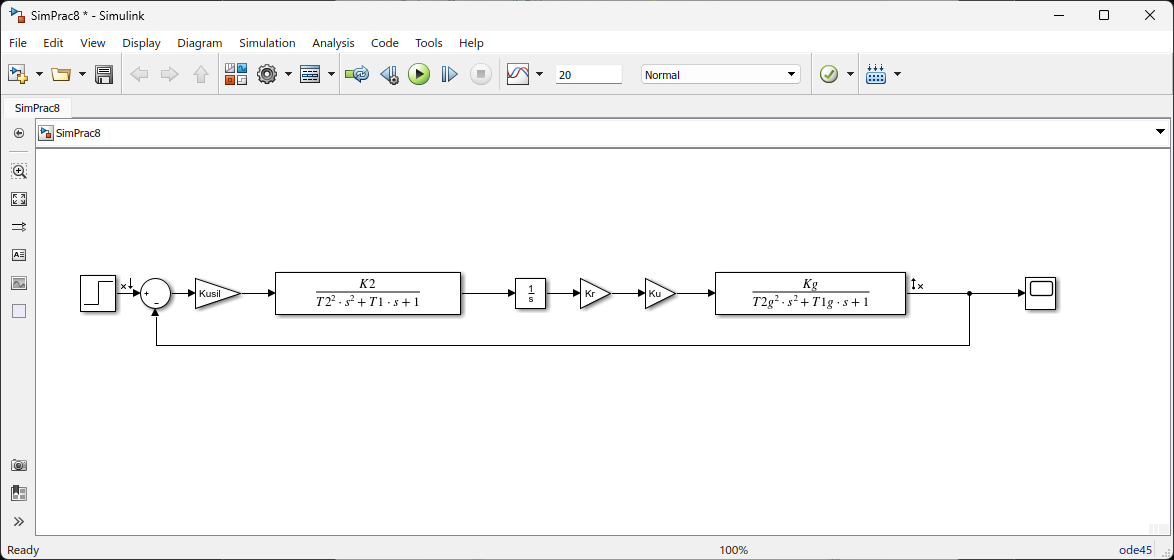 SimPrac8 * - Simulink
File Edit View Display Diagram Simulation Analysis Code Tools Help
20 Normal
SimPrac8
SimPrac8
+
−
Kusil
K2
T2² · s² + T1 · s + 1
1
s
Kr
Ku
Kg
T2g² · s² + T1g · s + 1
Ready 100% ode45